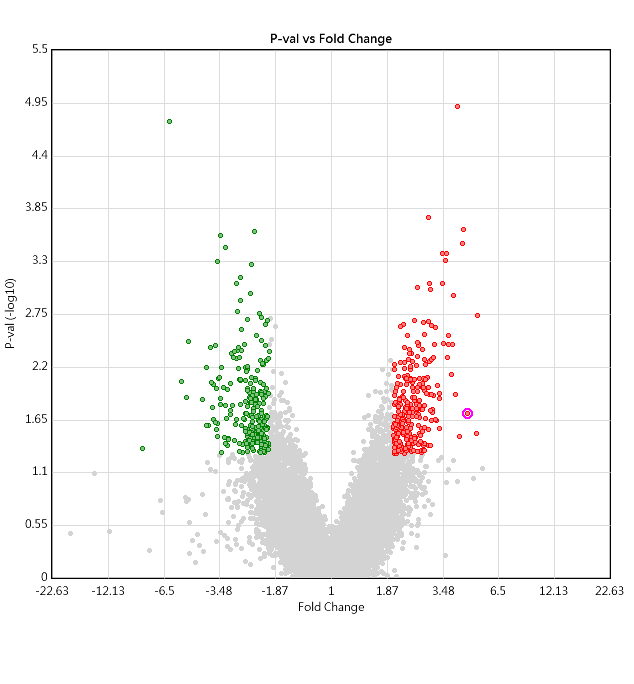 P-val vs Fold Change
5.5
4.95
4.4
3.85
3.3
2.75
2.2
1.65
1.1
0.55
0
P-val (-log10)
-22.63 -12.13 -6.5 -3.48 -1.87 1 1.87 3.48 6.5 12.13 22.63
Fold Change